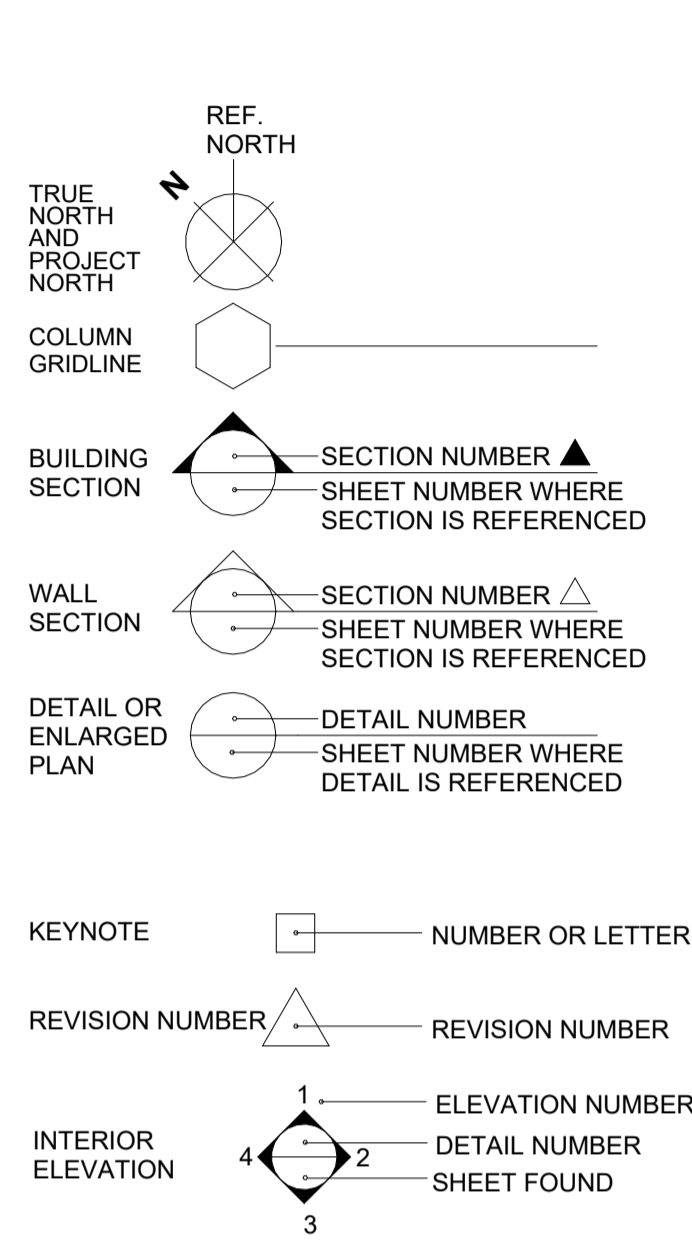 REF.
NORTH
N
TRUE
NORTH
AND
PROJECT
NORTH
COLUMN
GRIDLINE
BUILDING
SECTION
SECTION NUMBER
SHEET NUMBER WHERE
SECTION IS REFERENCED
WALL
SECTION
SECTION NUMBER
SHEET NUMBER WHERE
SECTION IS REFERENCED
DETAIL OR
ENLARGED
PLAN
DETAIL NUMBER
SHEET NUMBER WHERE
DETAIL IS REFERENCED
KEYNOTE
NUMBER OR LETTER
REVISION NUMBER
REVISION NUMBER
INTERIOR
ELEVATION
1
4
2
3
ELEVATION NUMBER
DETAIL NUMBER
SHEET FOUND